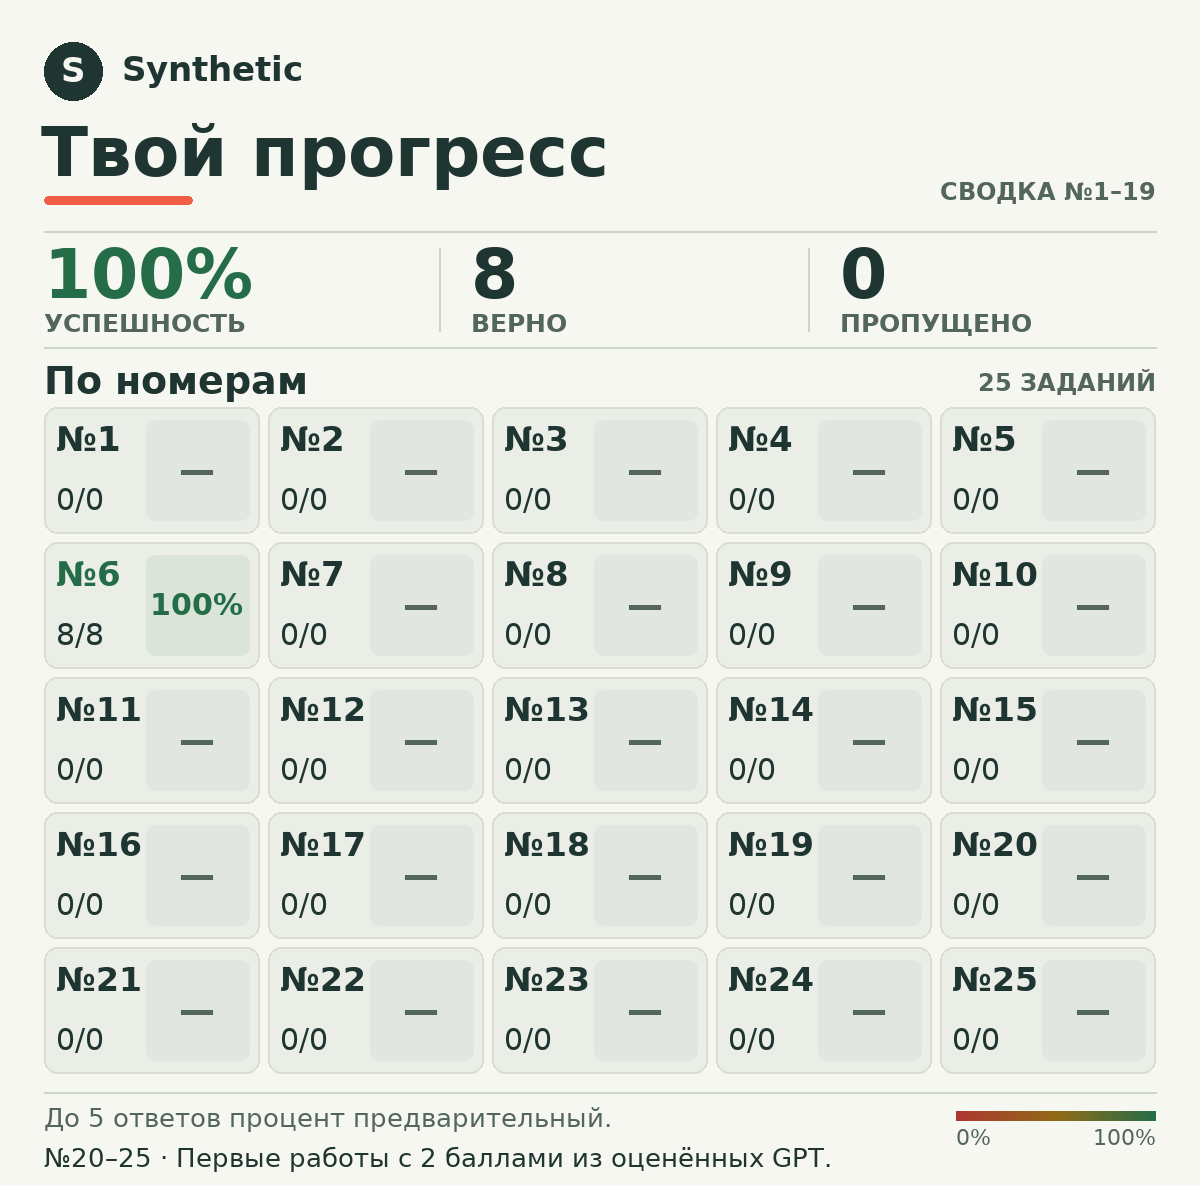 S Synthetic
Твой прогресс
СВОДКА №1–19
100% 8 0
УСПЕШНОСТЬ ВЕРНО ПРОПУЩЕНО
По номерам 25 ЗАДАНИЙ
№1 — №2 — №3 — №4 — №5 —
0/0 0/0 0/0 0/0 0/0
№6 100% №7 — №8 — №9 — №10 —
8/8 0/0 0/0 0/0 0/0
№11 — №12 — №13 — №14 — №15 —
0/0 0/0 0/0 0/0 0/0
№16 — №17 — №18 — №19 — №20 —
0/0 0/0 0/0 0/0 0/0
№21 — №22 — №23 — №24 — №25 —
0/0 0/0 0/0 0/0 0/0
До 5 ответов процент предварительный.
0% 100%
№20–25 · Первые работы с 2 баллами из оценённых GPT.